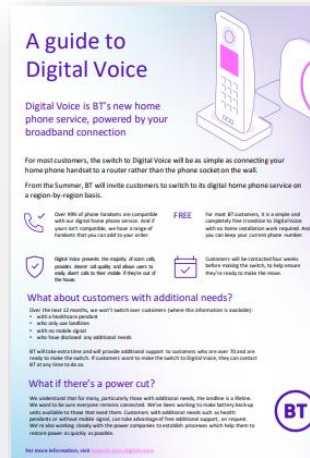 A guide to
Digital Voice
Digital Voice is BT's new home
phone service, powered by your
broadband connection
For most customers, the switch to Digital Voice will be as simple as connecting your
home phone handset to a router rather than the phone socket on the wall.
From the Summer, BT will invite customers to switch to its digital home phone service on
a region-by-region basis.
Over 99% of phone handsets are compatible
with our digital home phone service. And if
yours isn't compatible, we have a range of
handsets that you can add to your order.
FREE
For most BT customers, it is a simple and
completely free transition to Digital Voice
with no home installation work required. And
you can keep your current phone number.
Digital Voice prevents the majority of scam calls,
provides clearer call quality and allows users to
easily divert calls to their mobile if they're out of
the house.
Customers will be contacted four weeks
before making the switch, to help ensure
they're ready to make the move.
What about customers with additional needs?
Over the next 12 months, we won't switch over customers (where this information is available):
• with a healthcare pendant
• who only use landlines
• with no mobile signal
• who have disclosed any additional needs
BT will take extra time and will provide additional support to customers who are over 70 and are
ready to make the switch. If customers want to make the switch to Digital Voice, they can contact
BT at any time to do so.
What if there's a power cut?
We understand that for many, particularly those with additional needs, the landline is a lifeline.
We want to be sure everyone remains connected. We've been working to make battery back-up
units available to those that need them. Customers with additional needs such as health
pendants or without mobile signal, can take advantage of free additional support, on request.
We're also working closely with the power companies to establish processes which help them to
restore power as quickly as possible.
For more information, visit
BT